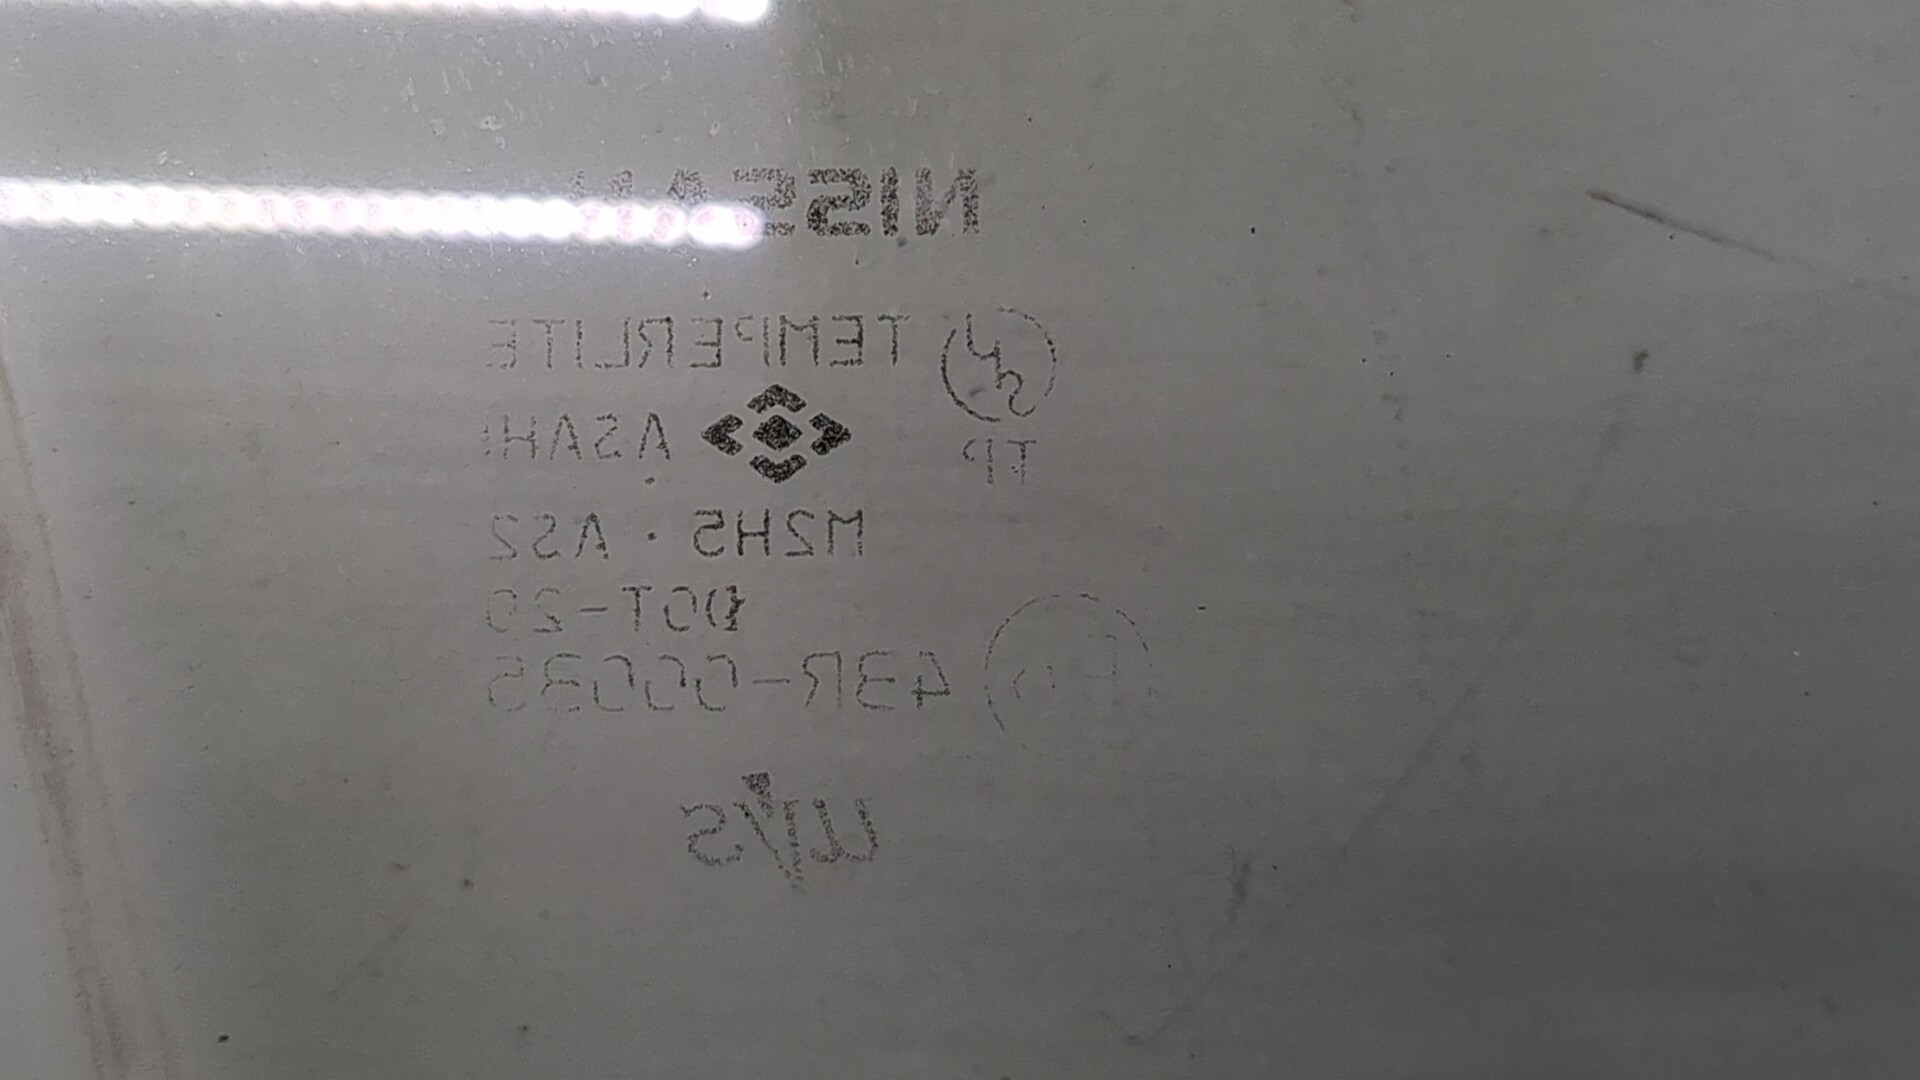 NISSAN
TEMPERLITE
TP ASAHI
M2H5 · AS2
DOT-20
43R-00035